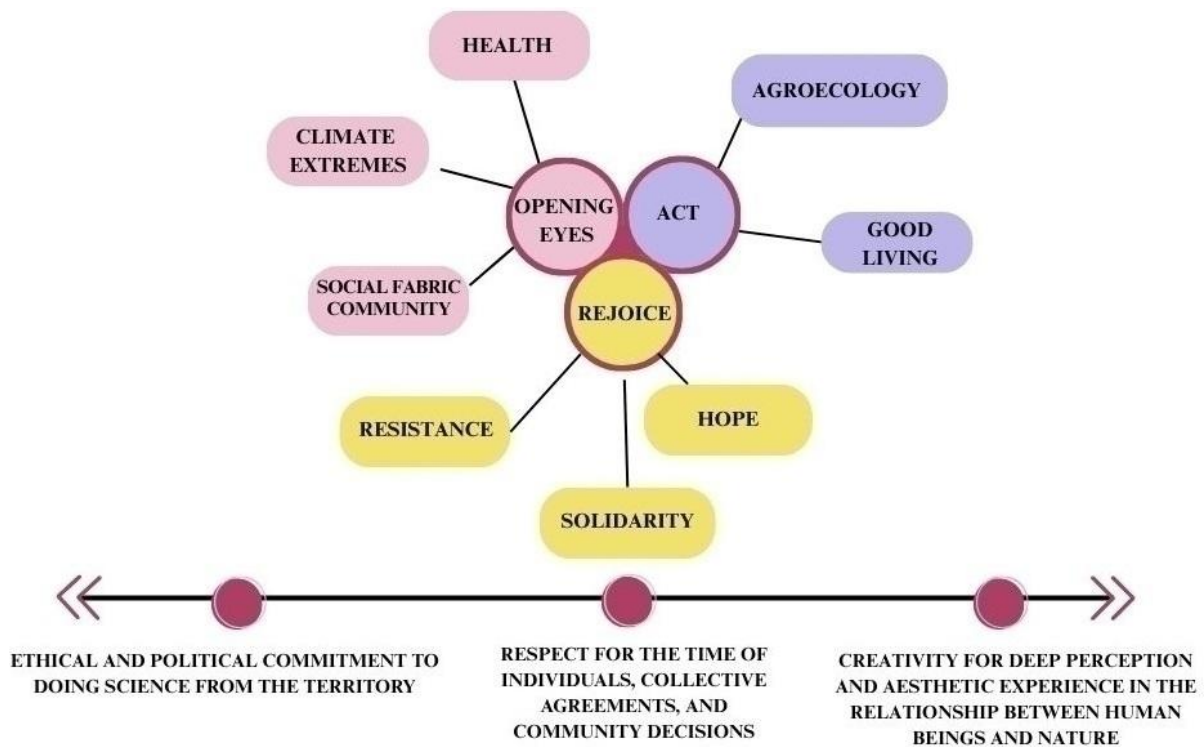 HEALTH
AGROECOLOGY
CLIMATE
EXTREMES
OPENING
EYES
ACT
GOOD
LIVING
SOCIAL FABRIC
COMMUNITY
REJOICE
RESISTANCE
HOPE
SOLIDARITY
ETHICAL AND POLITICAL COMMITMENT TO
DOING SCIENCE FROM THE TERRITORY
RESPECT FOR THE TIME OF
INDIVIDUALS, COLLECTIVE
AGREEMENTS, AND
COMMUNITY DECISIONS
CREATIVITY FOR DEEP PERCEPTION
AND AESTHETIC EXPERIENCE IN THE
RELATIONSHIP BETWEEN HUMAN
BEINGS AND NATURE